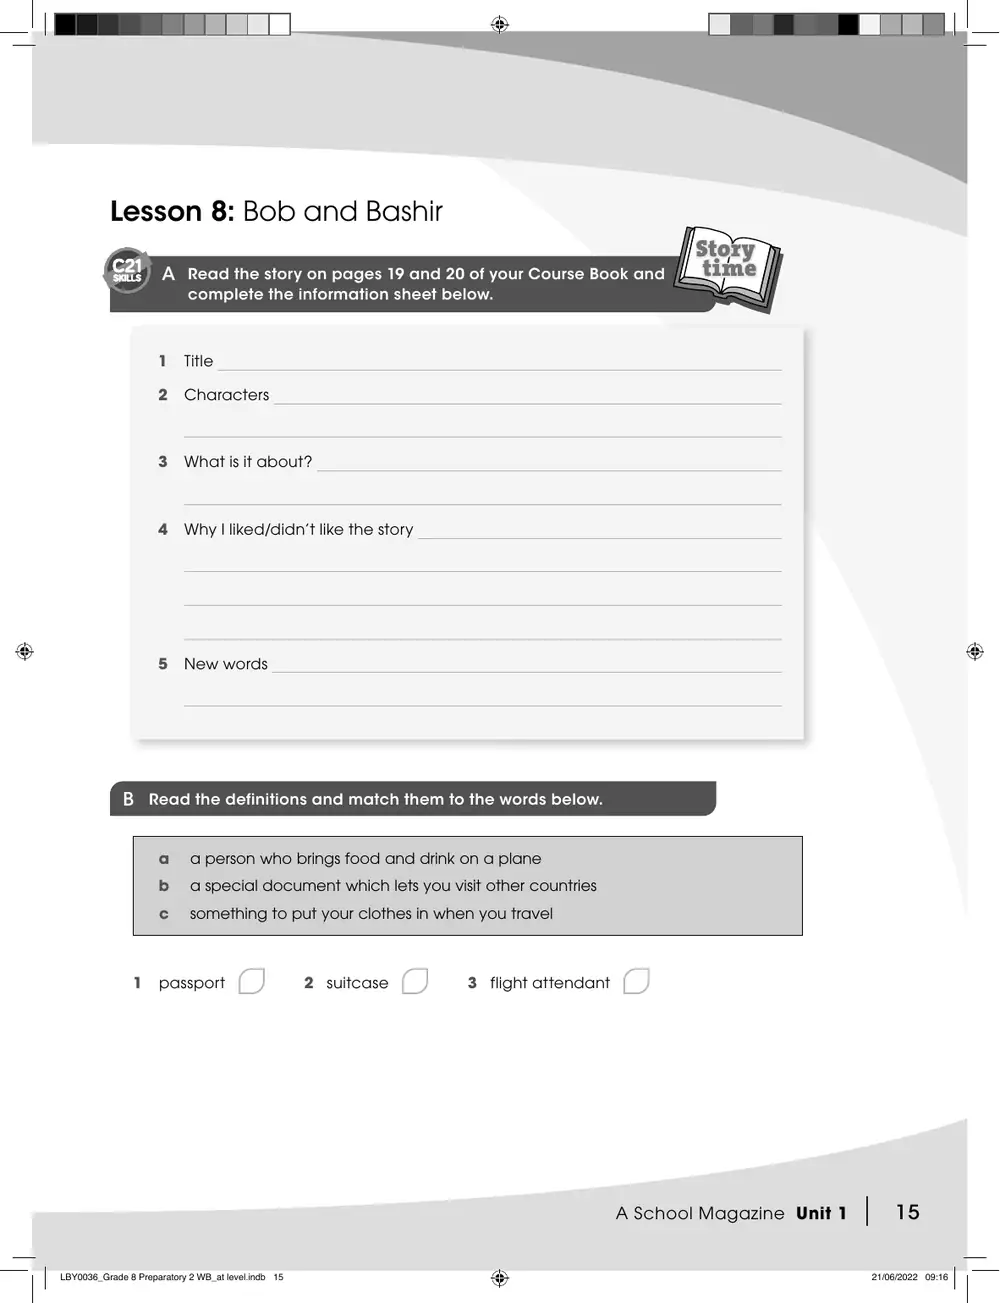 Lesson 8: Bob and Bashir
Story
time
C21
SKILLS
A Read the story on pages 19 and 20 of your Course Book and
complete the information sheet below.
1 Title
2 Characters
3 What is it about?
4 Why I liked/didn't like the story
5 New words
B Read the definitions and match them to the words below.
a a person who brings food and drink on a plane
b a special document which lets you visit other countries
c something to put your clothes in when you travel
1 passport 2 suitcase 3 flight attendant
A School Magazine Unit 1 15
LBY0036_Grade 8 Preparatory 2 WB_at level.indb 15 21/06/2022 09:16